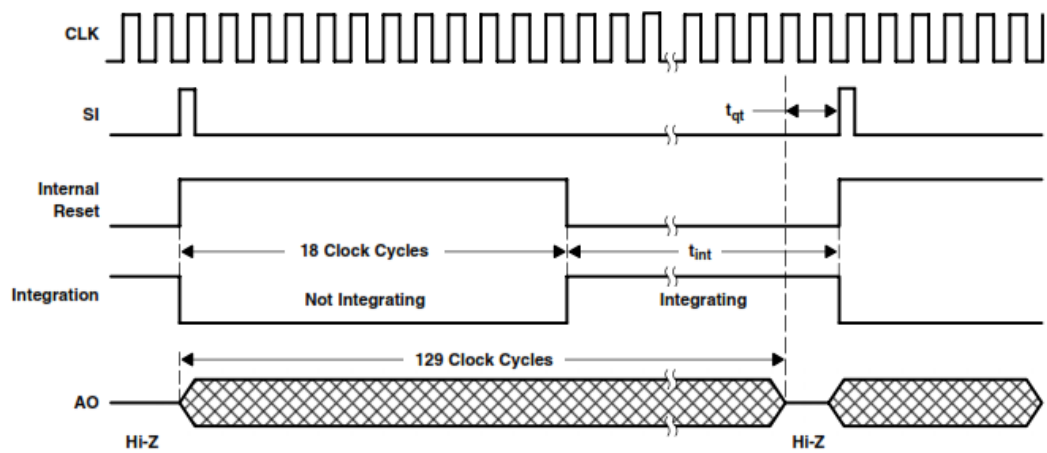 CLK
SI
t_qt
Internal
Reset
18 Clock Cycles
t_int
Integration
Not Integrating
Integrating
129 Clock Cycles
AO
Hi-Z
Hi-Z